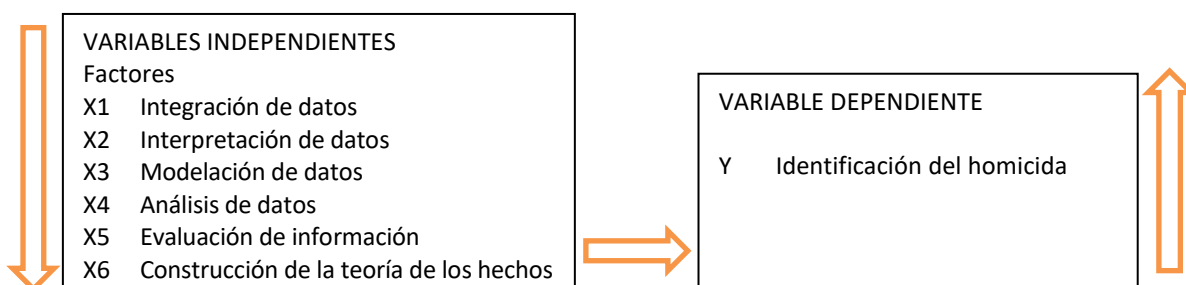 VARIABLES INDEPENDIENTES
Factores
X1 Integración de datos
X2 Interpretación de datos
X3 Modelación de datos
X4 Análisis de datos
X5 Evaluación de información
X6 Construcción de la teoría de los hechos
VARIABLE DEPENDIENTE
Y Identificación del homicida